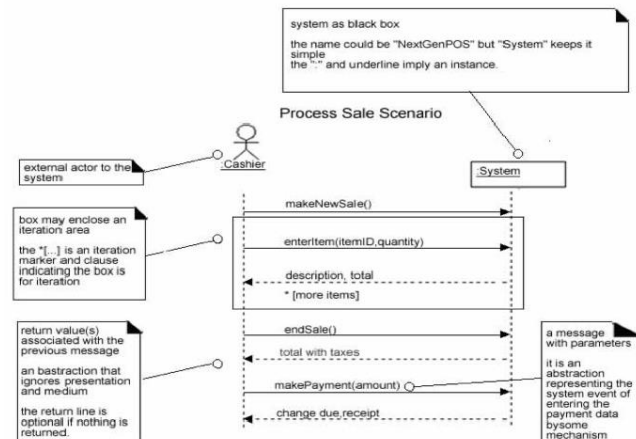 system as black box
the name could be "NextGenPOS" but "System" keeps it
simple
the ":" and underline imply an instance.
Process Sale Scenario
external actor to the
system
:Cashier
:System
makeNewSale()
box may enclose an
iteration area
the *[...] is an iteration
marker and clause
indicating the box is
for iteration
enterItem(itemID,quantity)
description, total
* [more items]
return value(s)
associated with the
previous message
an bastraction that
ignores presentation
and medium
the return line is
optional if nothing is
returned.
endSale()
total with taxes
makePayment(amount)
change due,receipt
a message
with parameters
it is an
abstraction
representing the
system event of
entering the
payment data
bysome
mechanism